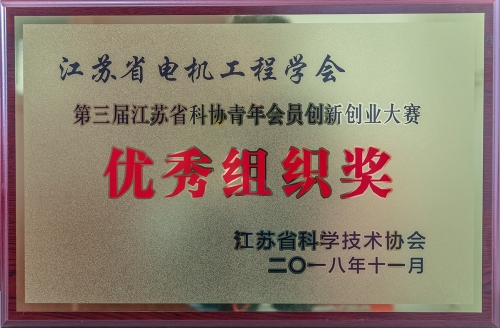 江苏省电机工程学会
第三届江苏省科协青年会员创新创业大赛
优秀组织奖
江苏省科学技术协会
二〇一八年十一月